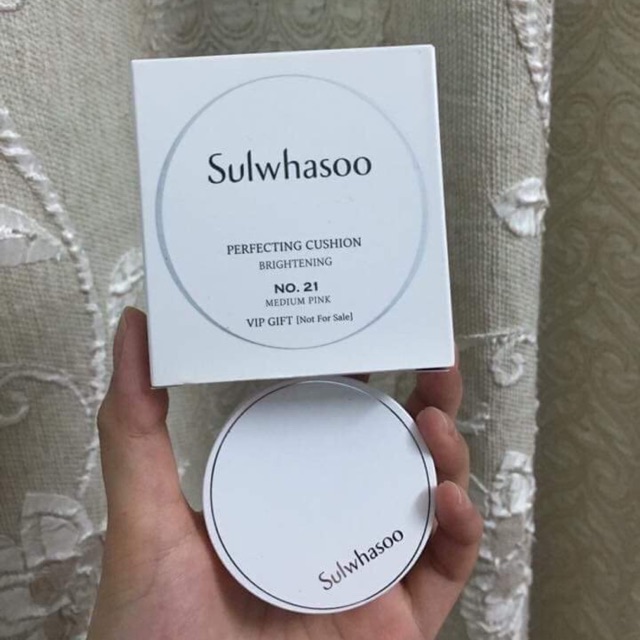 Sulwhasoo
PERFECTING CUSHION
BRIGHTENING
NO. 21
MEDIUM PINK
VIP GIFT [Not For Sale]
Sulwhasoo